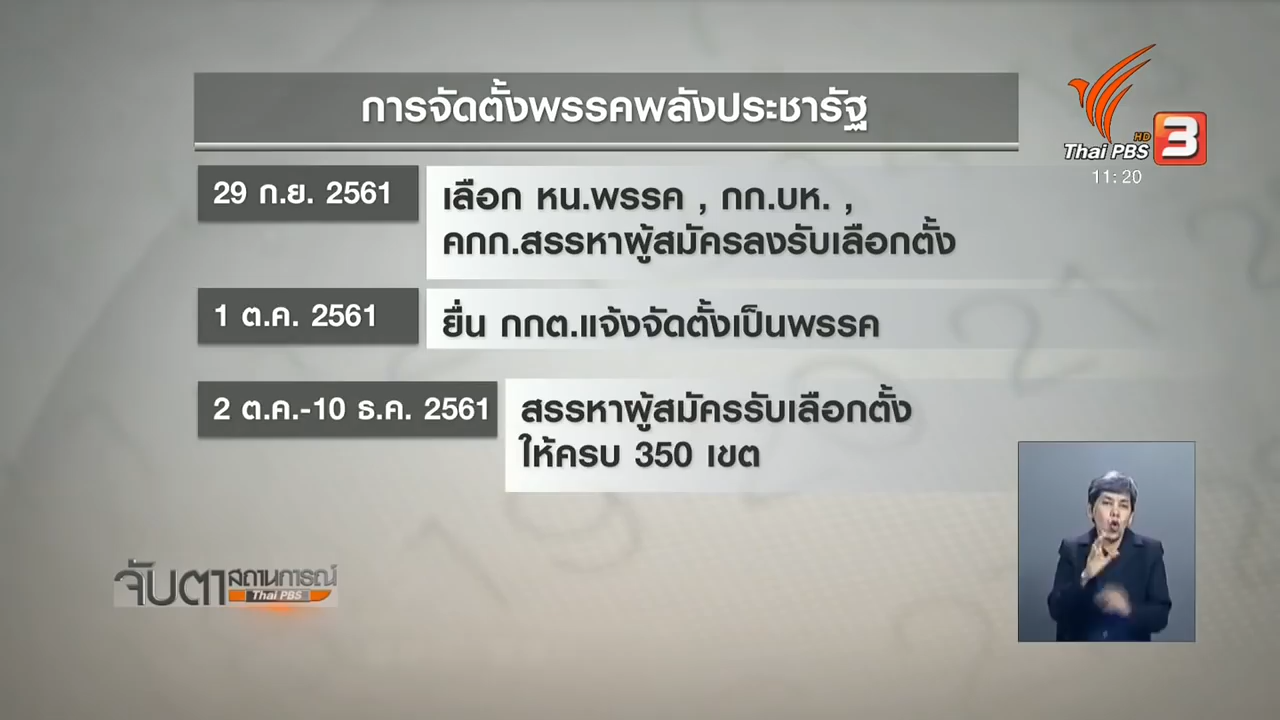 การจัดตั้งพรรคพลังประชารัฐ
29 ก.ย. 2561
เลือก หน.พรรค , กก.บห. ,
คกก.สรรหาผู้สมัครลงรับเลือกตั้ง
1 ต.ค. 2561
ยื่น กกต.แจ้งจัดตั้งเป็นพรรค
2 ต.ค.-10 ธ.ค. 2561
สรรหาผู้สมัครรับเลือกตั้ง
ให้ครบ 350 เขต
HD
Thai PBS 3
11:20
จับตาสถานการณ์
Thai PBS